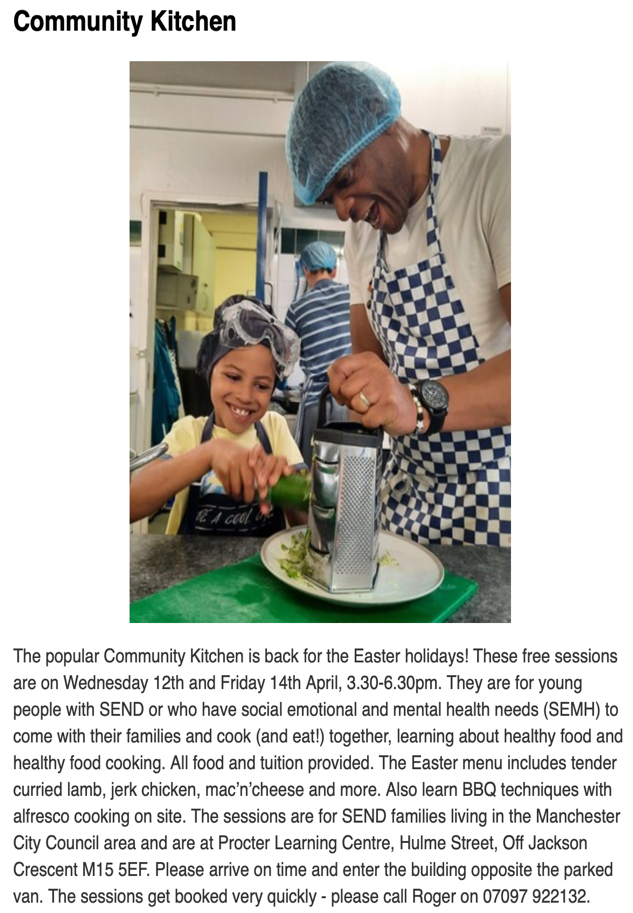 Community Kitchen
BE A COOL
The popular Community Kitchen is back for the Easter holidays! These free sessions
are on Wednesday 12th and Friday 14th April, 3.30-6.30pm. They are for young
people with SEND or who have social emotional and mental health needs (SEMH) to
come with their families and cook (and eat!) together, learning about healthy food and
healthy food cooking. All food and tuition provided. The Easter menu includes tender
curried lamb, jerk chicken, mac’n’cheese and more. Also learn BBQ techniques with
alfresco cooking on site. The sessions are for SEND families living in the Manchester
City Council area and are at Procter Learning Centre, Hulme Street, Off Jackson
Crescent M15 5EF. Please arrive on time and enter the building opposite the parked
van. The sessions get booked very quickly - please call Roger on 07097 922132.